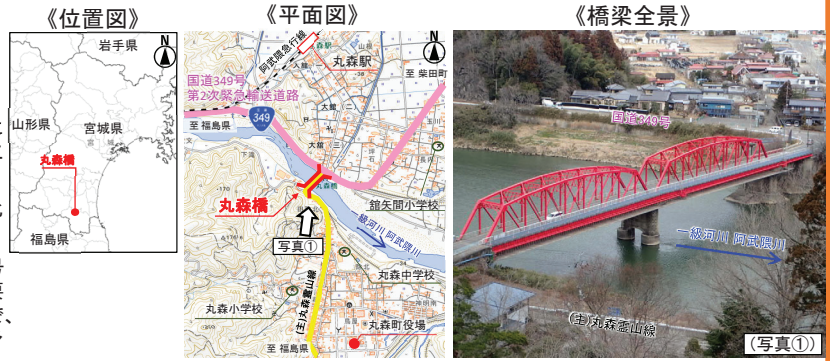 《位置図》
岩手県
N
山形県
宮城県
丸森橋
福島県
《平面図》
N
阿武隈急行線
丸森駅
至 柴田町
国道349号
第2次緊急輸送道路
349
至 福島県
丸森橋
丸森橋
舘矢間小学校
写真①
一級河川 阿武隈川
丸森中学校
丸森小学校
(主)丸森霊山線
丸森町役場
至 福島県
《橋梁全景》
国道349号
一級河川 阿武隈川
(主)丸森霊山線
(写真①)